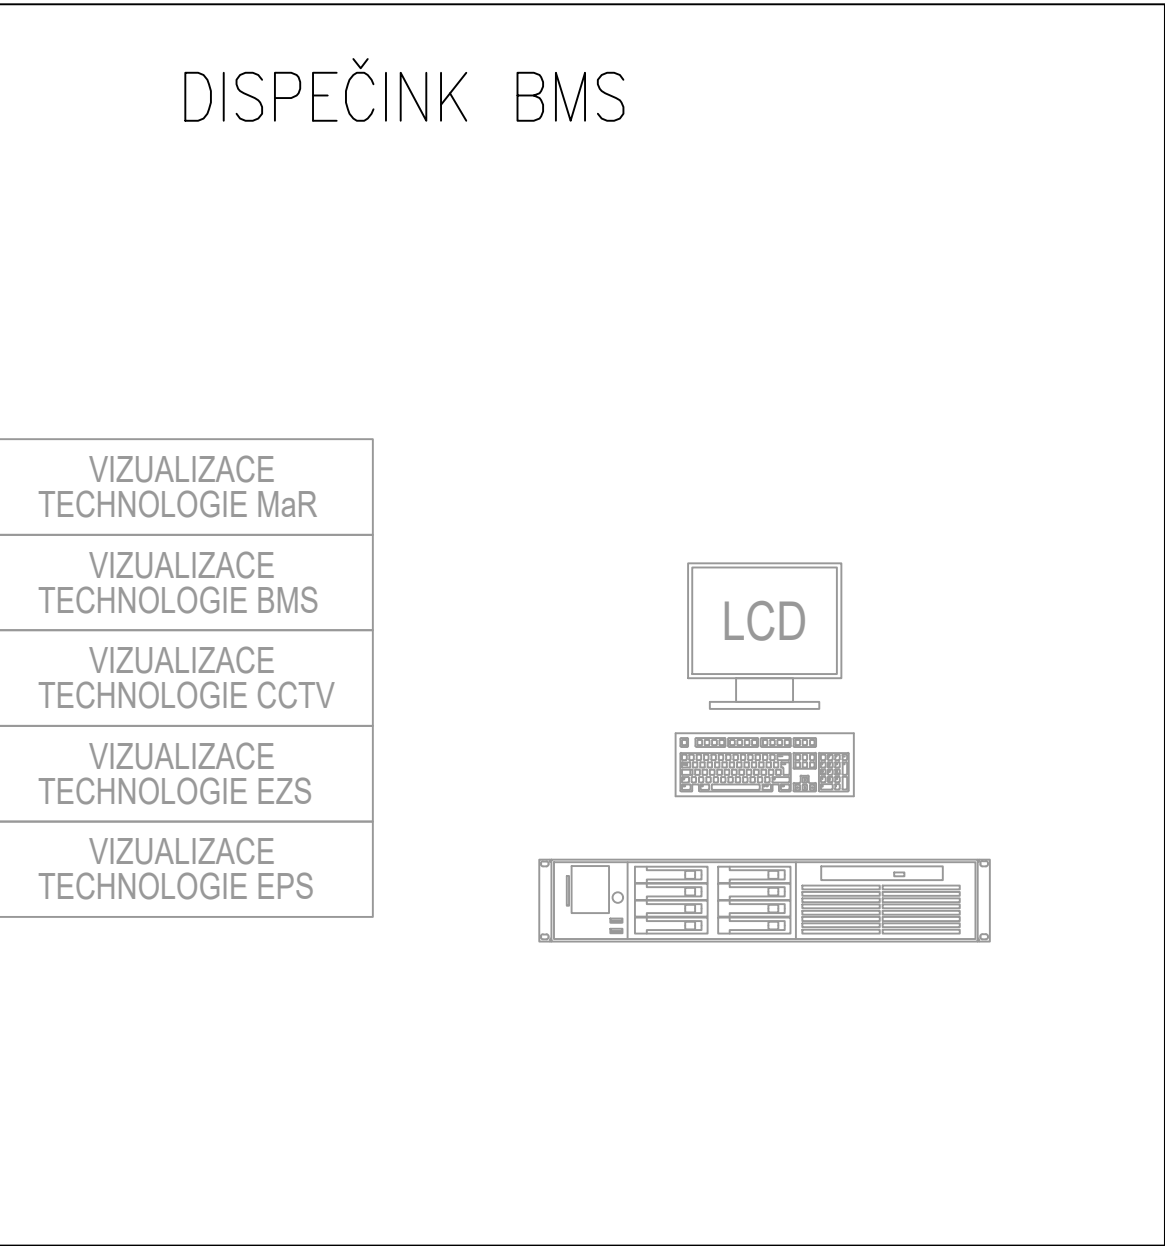 DISPEČINK BMS
VIZUALIZACE
TECHNOLOGIE MaR
VIZUALIZACE
TECHNOLOGIE BMS
VIZUALIZACE
TECHNOLOGIE CCTV
VIZUALIZACE
TECHNOLOGIE EZS
VIZUALIZACE
TECHNOLOGIE EPS
LCD